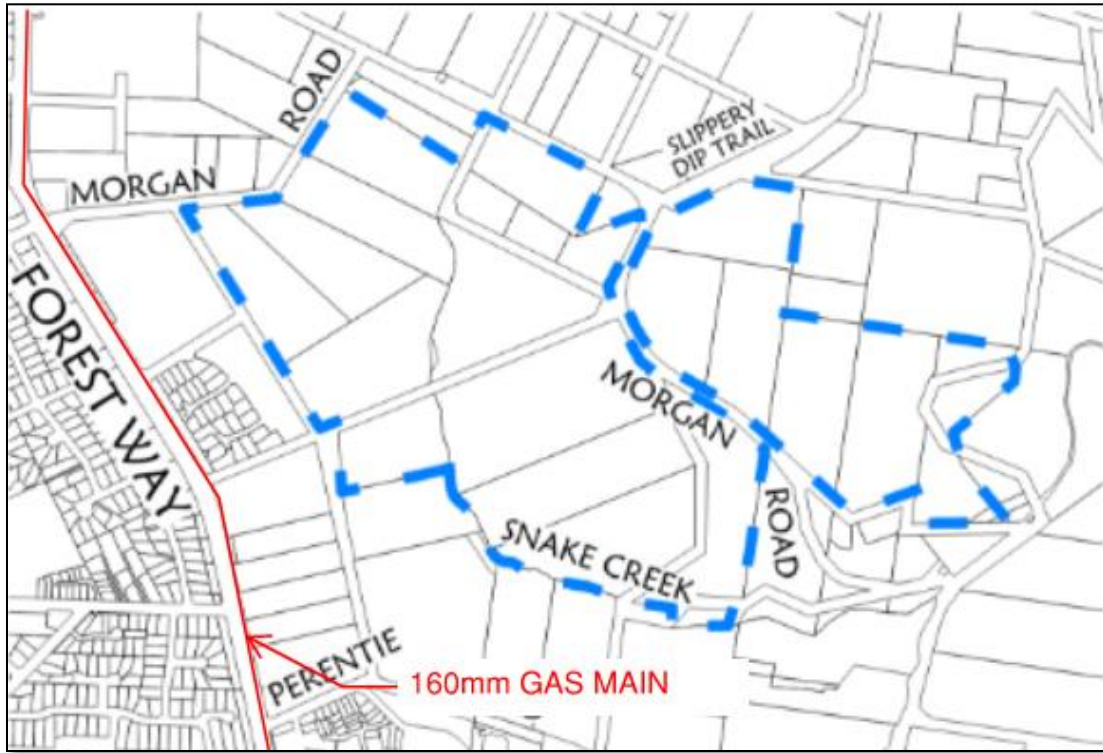 ROAD
SLIPPERY
DIP TRAIL
MORGAN
FOREST WAY
MORGAN
ROAD
SNAKE CREEK
PERENTIE
160mm GAS MAIN